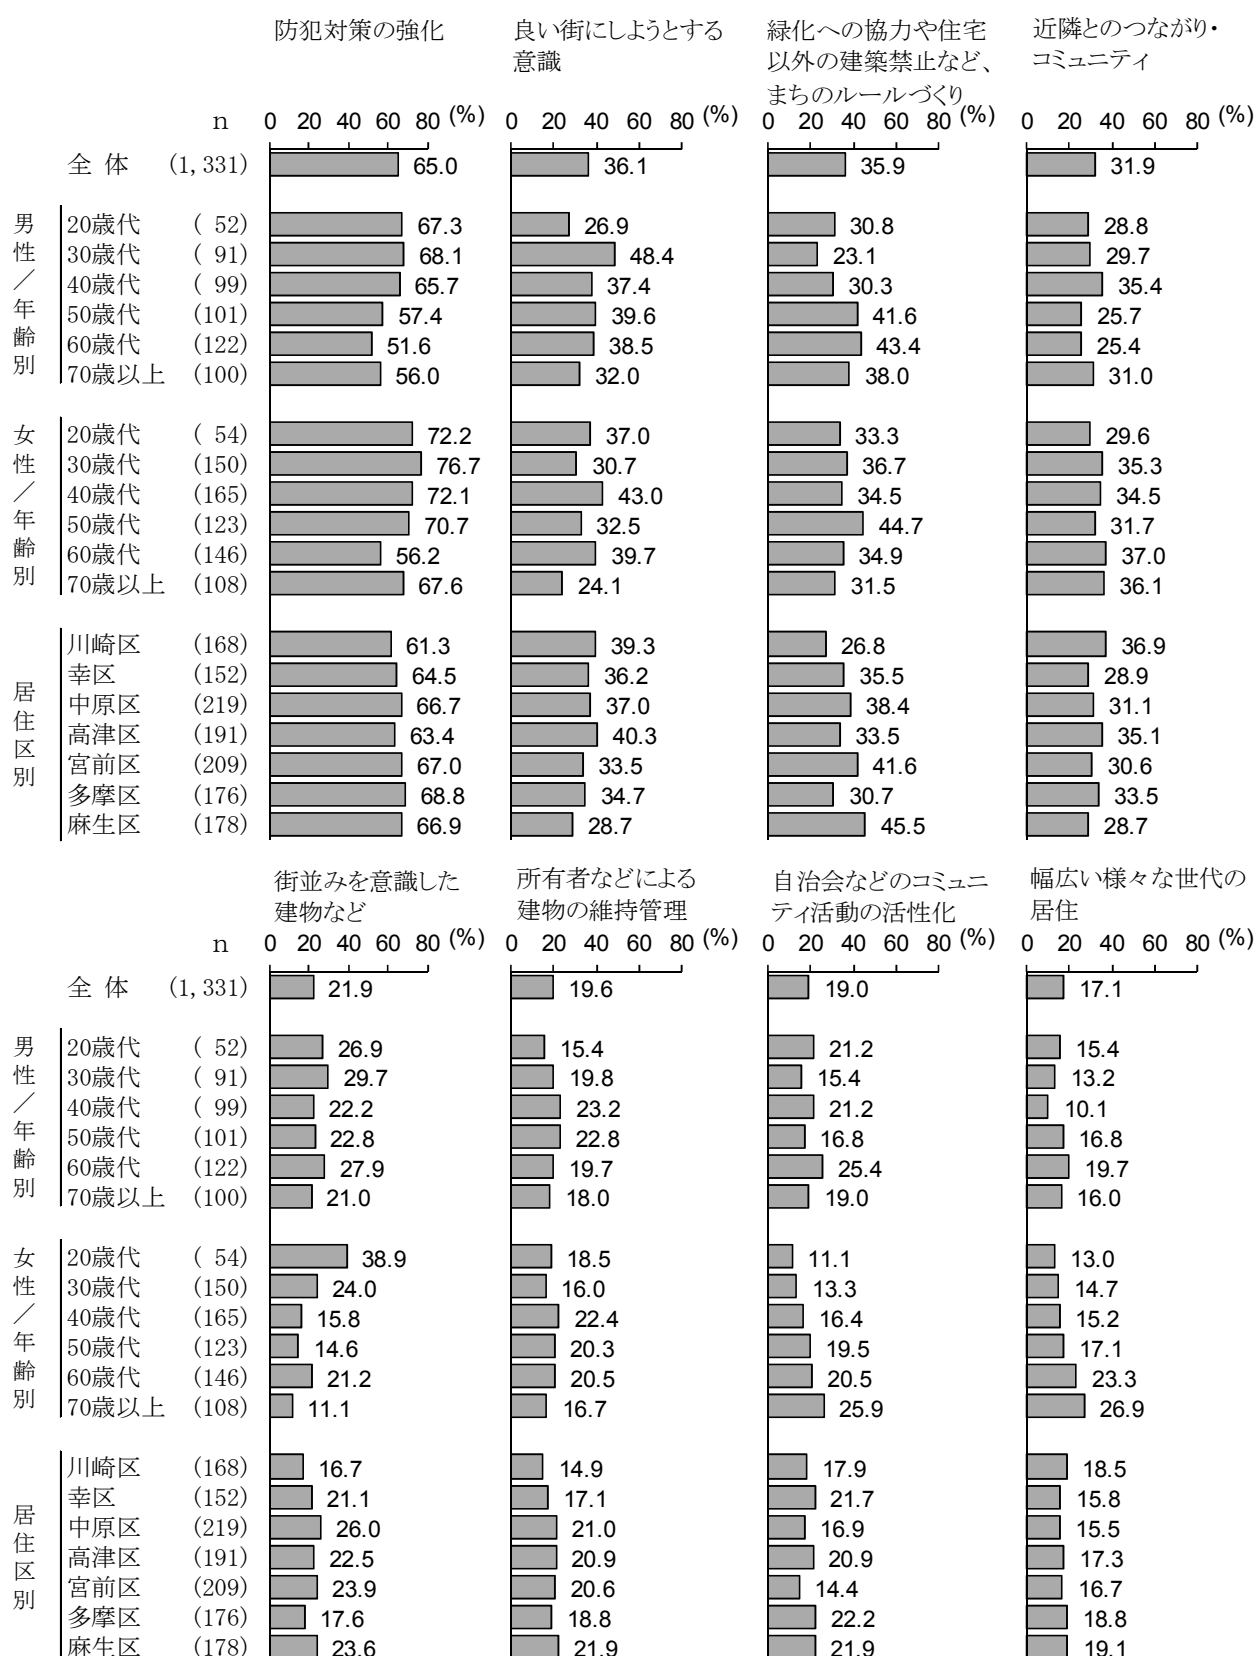 防犯対策の強化 良い街にしようとする 緑化への協力や住宅 近隣とのつながり・
意識 以外の建築禁止など、 コミュニティ
まちのルールづくり
n 0 20 40 60 80 (%) 0 20 40 60 80 (%) 0 20 40 60 80 (%) 0 20 40 60 80 (%)
全 体 (1,331) 65.0 36.1 35.9 31.9
男性/年齢別
20歳代 ( 52) 67.3 26.9 30.8 28.8
30歳代 ( 91) 68.1 48.4 23.1 29.7
40歳代 ( 99) 65.7 37.4 30.3 35.4
50歳代 (101) 57.4 39.6 41.6 25.7
60歳代 (122) 51.6 38.5 43.4 25.4
70歳以上 (100) 56.0 32.0 38.0 31.0
女性/年齢別
20歳代 ( 54) 72.2 37.0 33.3 29.6
30歳代 (150) 76.7 30.7 36.7 35.3
40歳代 (165) 72.1 43.0 34.5 34.5
50歳代 (123) 70.7 32.5 44.7 31.7
60歳代 (146) 56.2 39.7 34.9 37.0
70歳以上 (108) 67.6 24.1 31.5 36.1
居住区別
川崎区 (168) 61.3 39.3 26.8 36.9
幸区 (152) 64.5 36.2 35.5 28.9
中原区 (219) 66.7 37.0 38.4 31.1
高津区 (191) 63.4 40.3 33.5 35.1
宮前区 (209) 67.0 33.5 41.6 30.6
多摩区 (176) 68.8 34.7 30.7 33.5
麻生区 (178) 66.9 28.7 45.5 28.7
街並みを意識した 所有者などによる 自治会などのコミュニ 幅広い様々な世代の
建物など 建物の維持管理 ティ活動の活性化 居住
n 0 20 40 60 80 (%) 0 20 40 60 80 (%) 0 20 40 60 80 (%) 0 20 40 60 80 (%)
全 体 (1,331) 21.9 19.6 19.0 17.1
男性/年齢別
20歳代 ( 52) 26.9 15.4 21.2 15.4
30歳代 ( 91) 29.7 19.8 15.4 13.2
40歳代 ( 99) 22.2 23.2 21.2 10.1
50歳代 (101) 22.8 22.8 16.8 16.8
60歳代 (122) 27.9 19.7 25.4 19.7
70歳以上 (100) 21.0 18.0 19.0 16.0
女性/年齢別
20歳代 ( 54) 38.9 18.5 11.1 13.0
30歳代 (150) 24.0 16.0 13.3 14.7
40歳代 (165) 15.8 22.4 16.4 15.2
50歳代 (123) 14.6 20.3 19.5 17.1
60歳代 (146) 21.2 20.5 20.5 23.3
70歳以上 (108) 11.1 16.7 25.9 26.9
居住区別
川崎区 (168) 16.7 14.9 17.9 18.5
幸区 (152) 21.1 17.1 21.7 15.8
中原区 (219) 26.0 21.0 16.9 15.5
高津区 (191) 22.5 20.9 20.9 17.3
宮前区 (209) 23.9 20.6 14.4 16.7
多摩区 (176) 17.6 18.8 22.2 18.8
麻生区 (178) 23.6 21.9 21.9 19.1